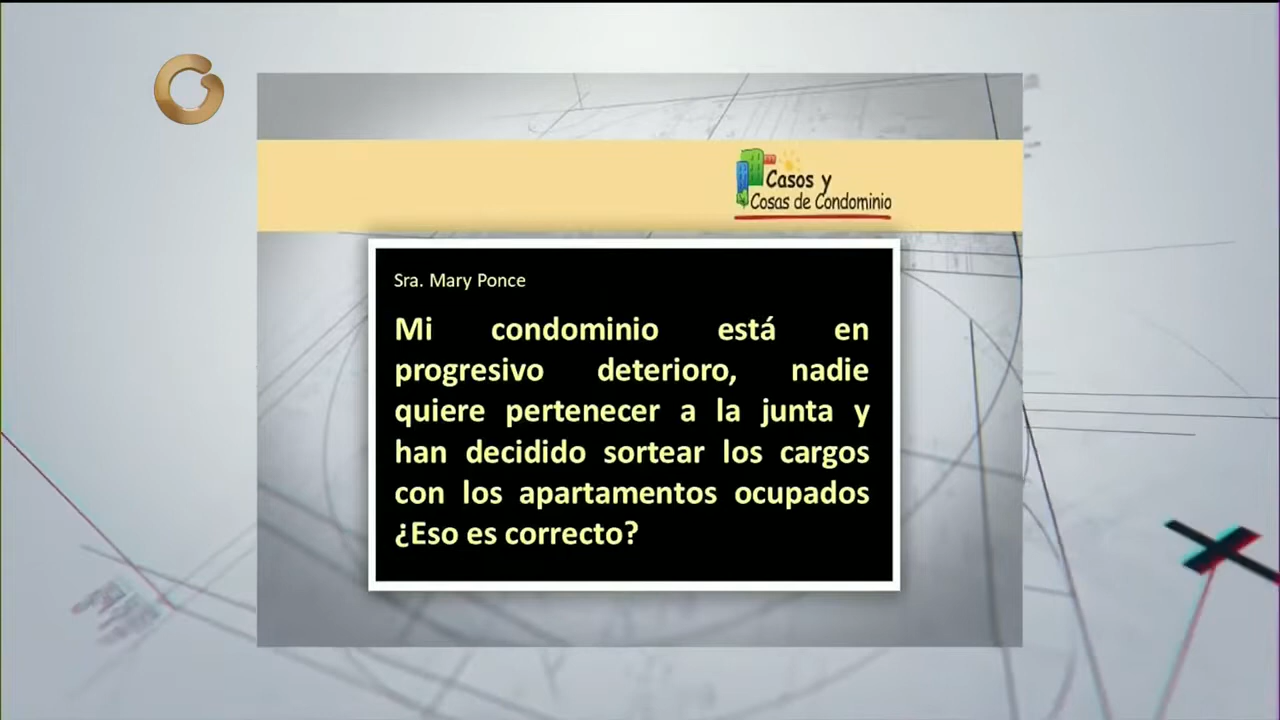 Casos y
Cosas de Condominio
Sra. Mary Ponce
Mi condominio está en
progresivo deterioro, nadie
quiere pertenecer a la junta y
han decidido sortear los cargos
con los apartamentos ocupados
¿Eso es correcto?